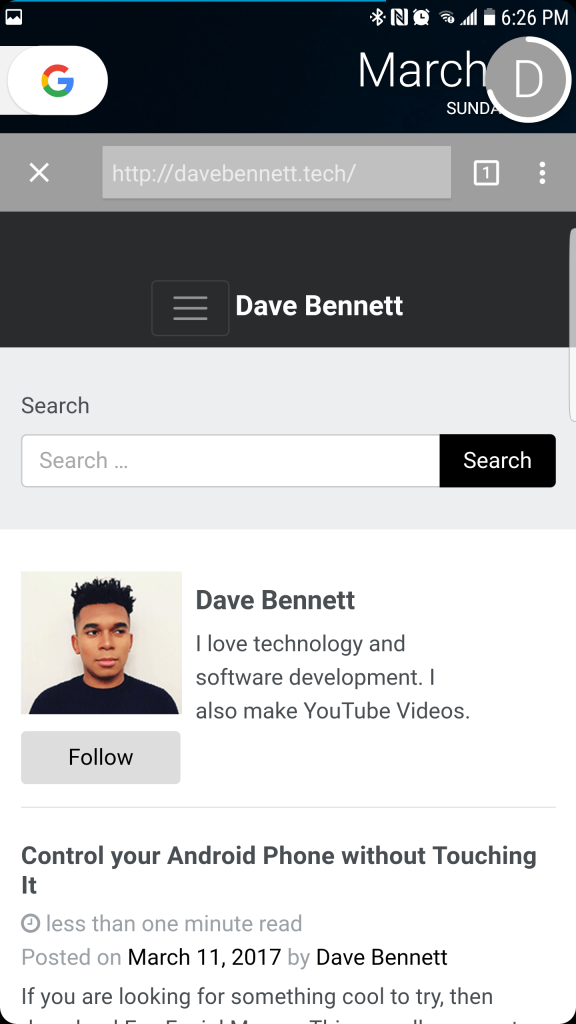 6:26 PM
March
D
SUNDA
http://davebennett.tech/
1
Dave Bennett
Search
Search ...
Search
Dave Bennett
I love technology and
software development. I
also make YouTube Videos.
Follow
Control your Android Phone without Touching
It
less than one minute read
Posted on March 11, 2017 by Dave Bennett
If you are looking for something cool to try, then